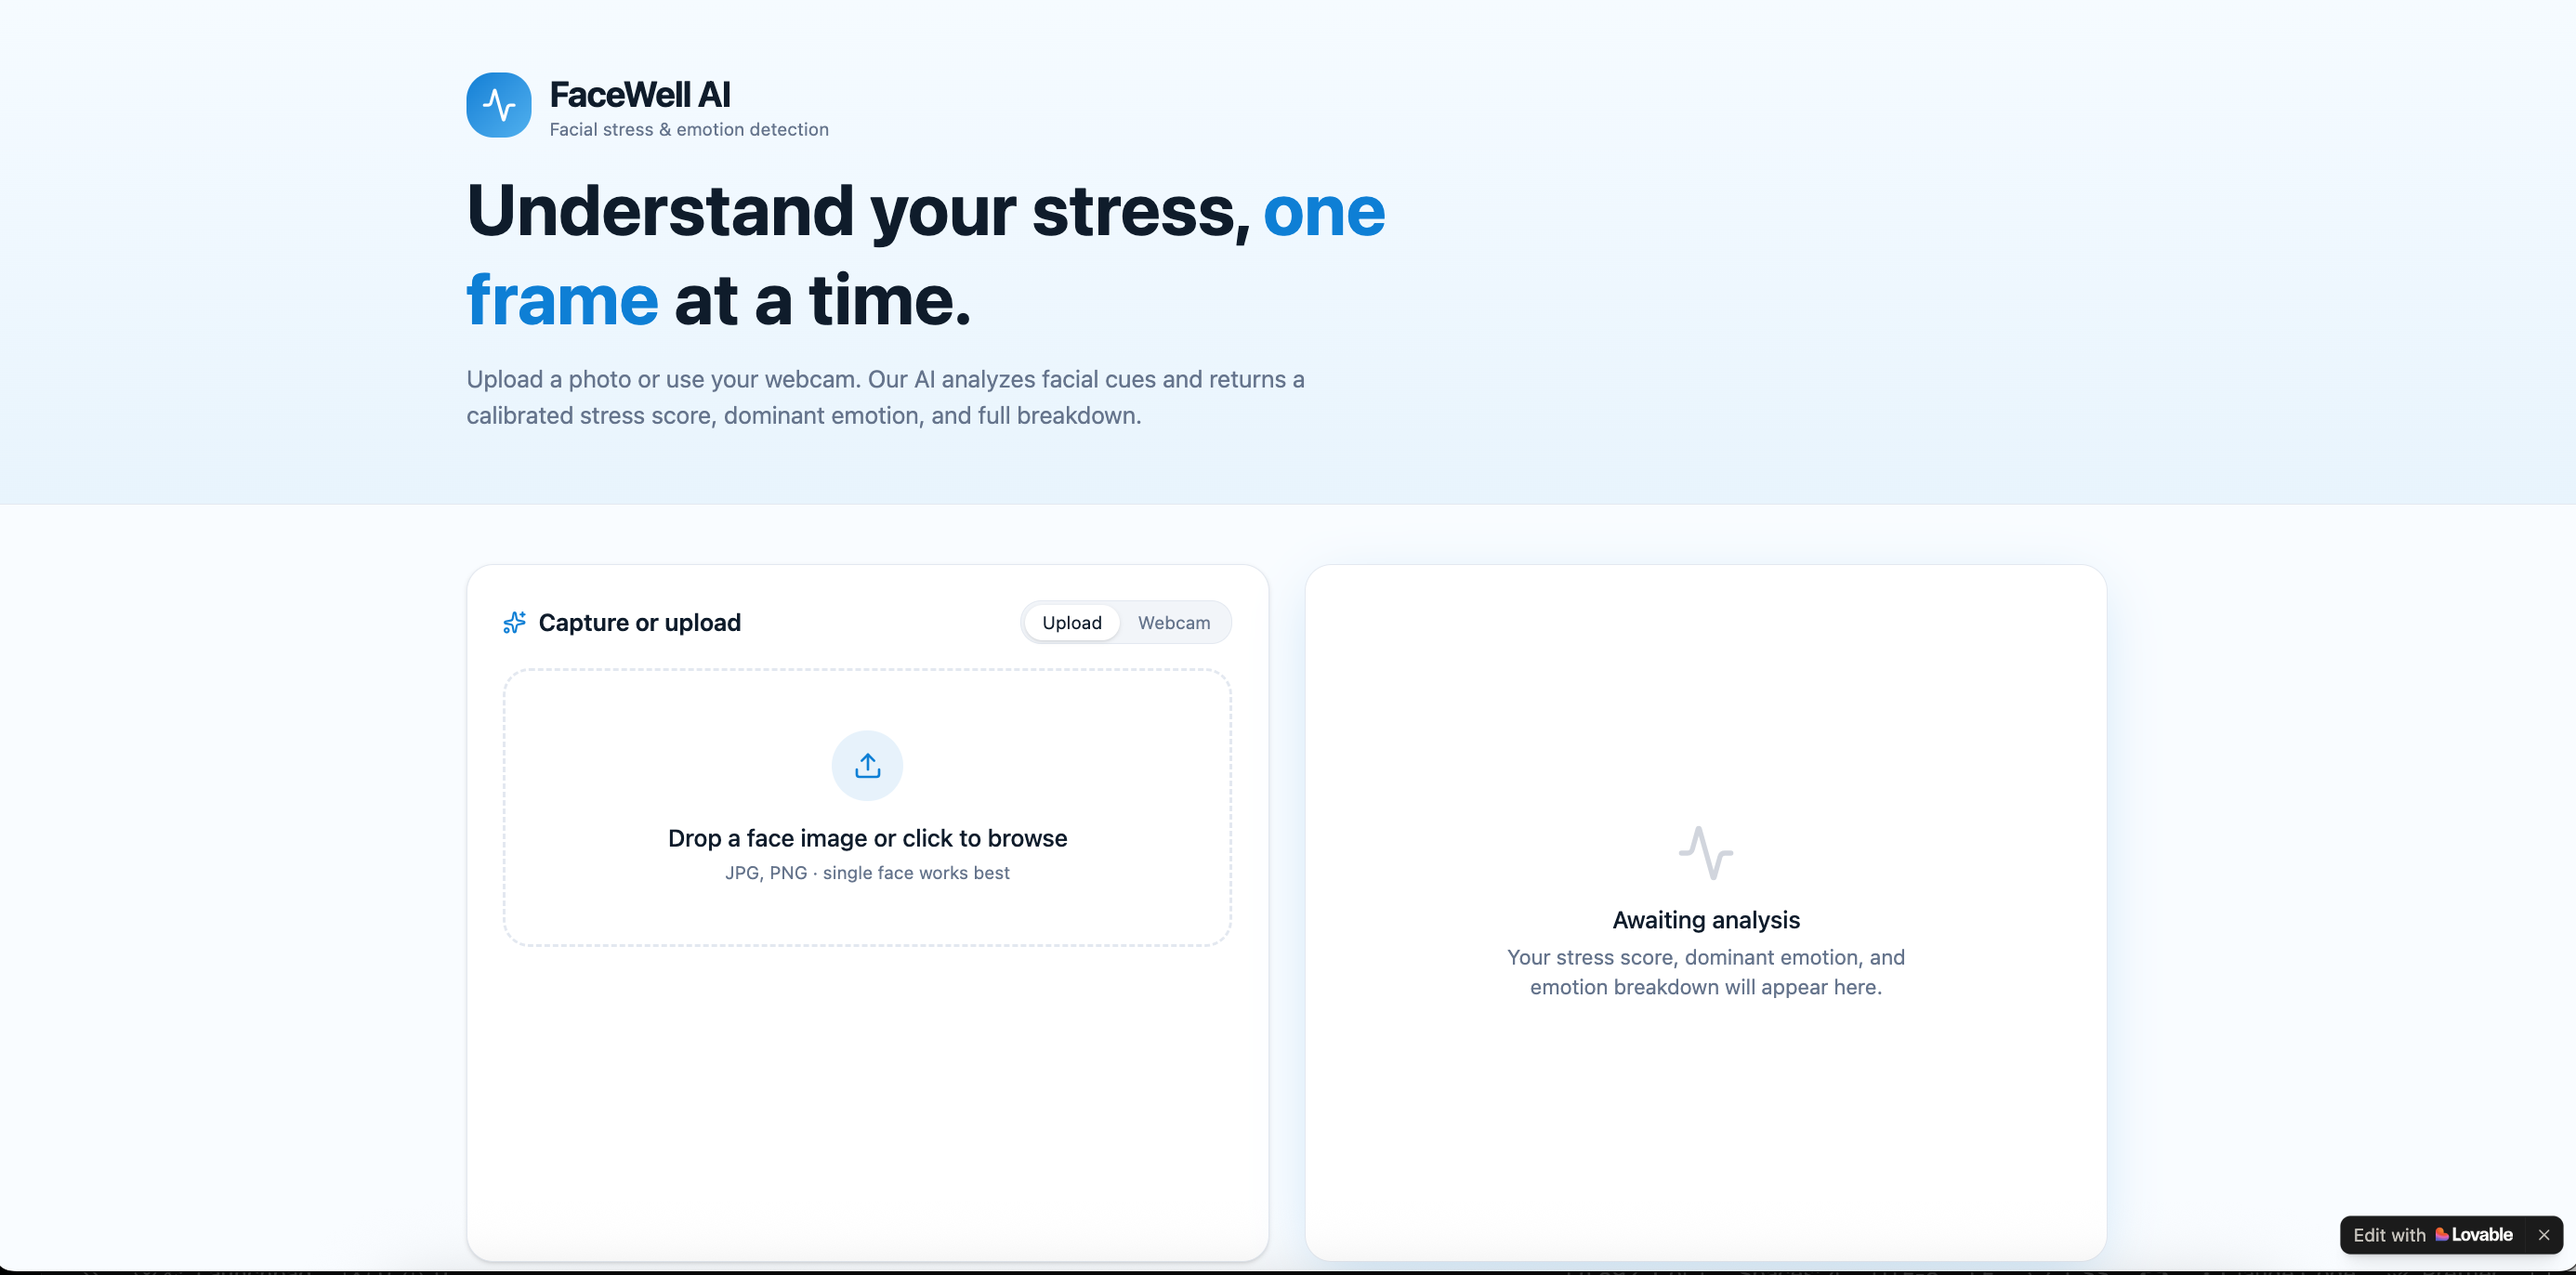 FaceWell AI
Facial stress & emotion detection
Understand your stress, one
frame at a time.
Upload a photo or use your webcam. Our AI analyzes facial cues and returns a
calibrated stress score, dominant emotion, and full breakdown.
Capture or upload
Upload
Webcam
Drop a face image or click to browse
JPG, PNG · single face works best
Awaiting analysis
Your stress score, dominant emotion, and
emotion breakdown will appear here.
Edit with Lovable